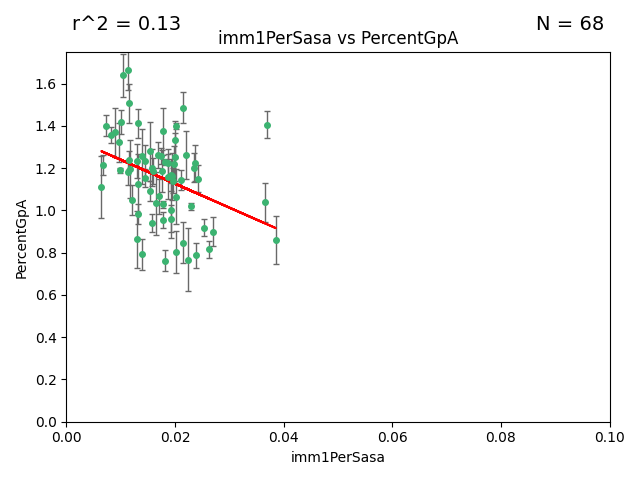 r^2 = 0.13
N = 68
imm1PerSasa vs PercentGpA
PercentGpA
1.6
1.4
1.2
1.0
0.8
0.6
0.4
0.2
0.0
0.00 0.02 0.04 0.06 0.08 0.10
imm1PerSasa